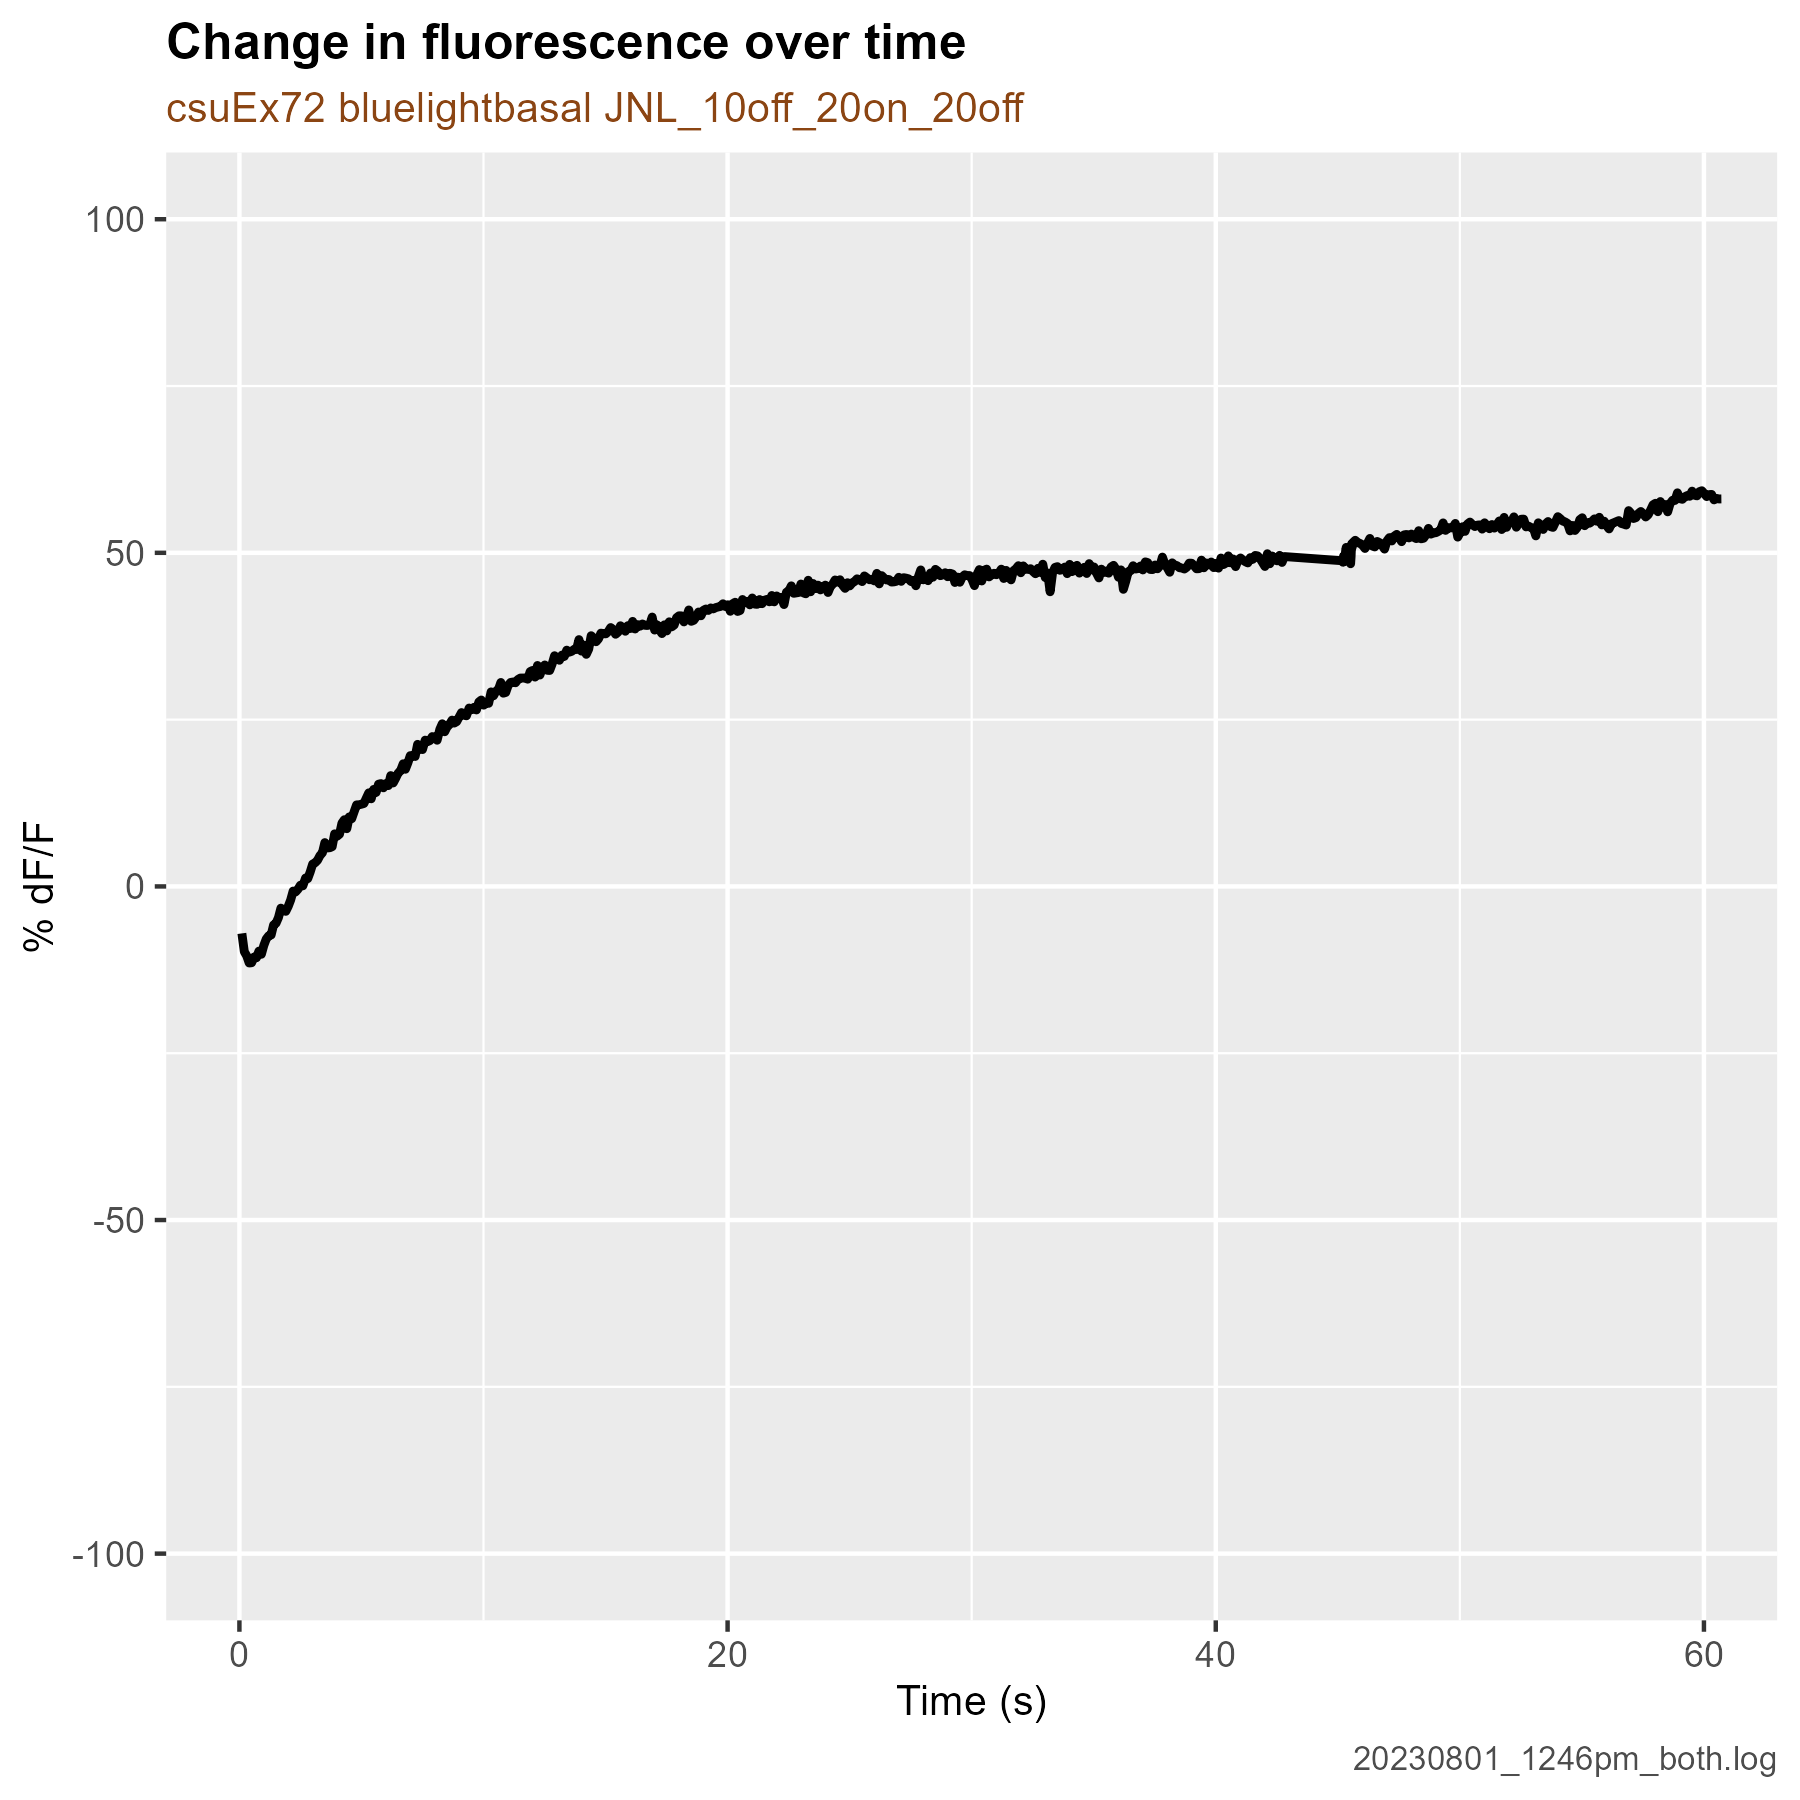 Change in fluorescence over time
csuEx72 bluelightbasal JNL_10off_20on_20off
100
50
0
-50
-100
% dF/F
0 20 40 60
Time (s)
20230801_1246pm_both.log